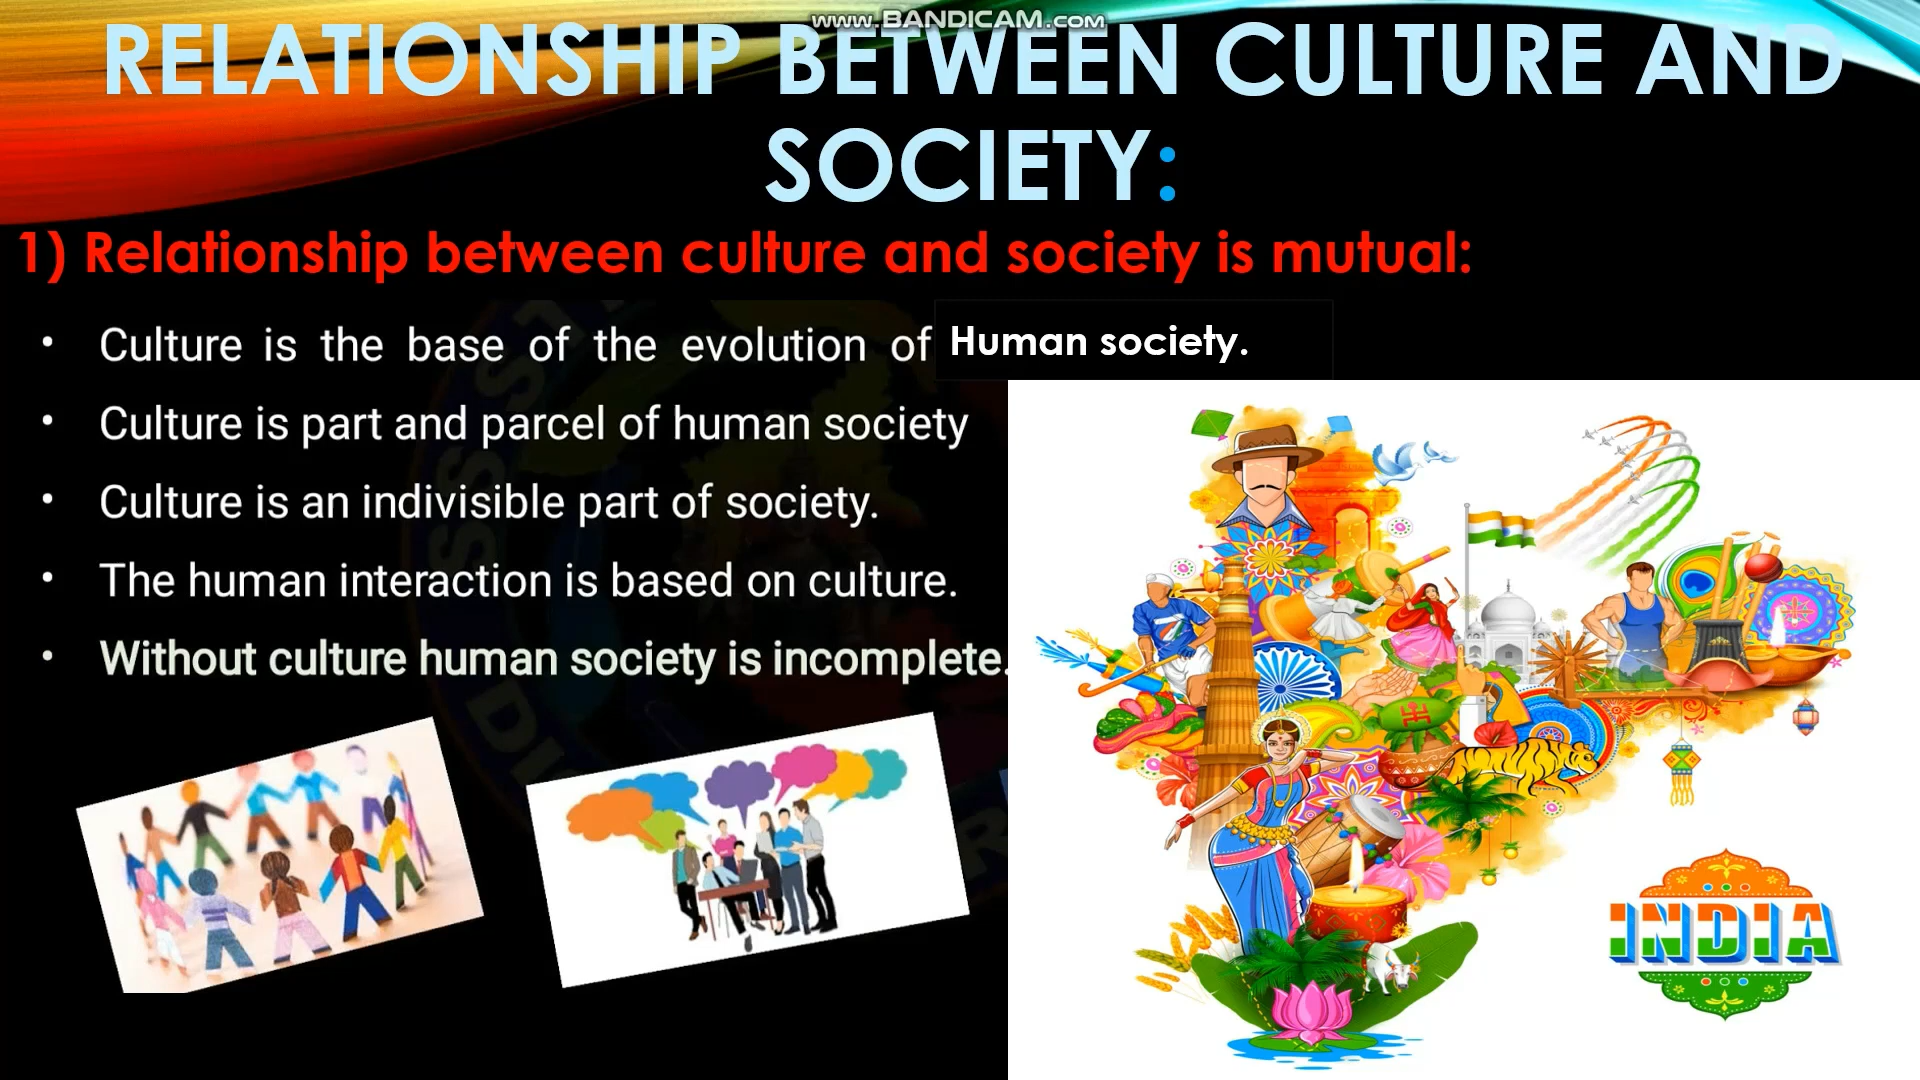 www.BANDICAM.com
RELATIONSHIP BETWEEN CULTURE AND
SOCIETY:
1) Relationship between culture and society is mutual:
• Culture is the base of the evolution of Human society.
• Culture is part and parcel of human society
• Culture is an indivisible part of society.
• The human interaction is based on culture.
• Without culture human society is incomplete.
INDIA